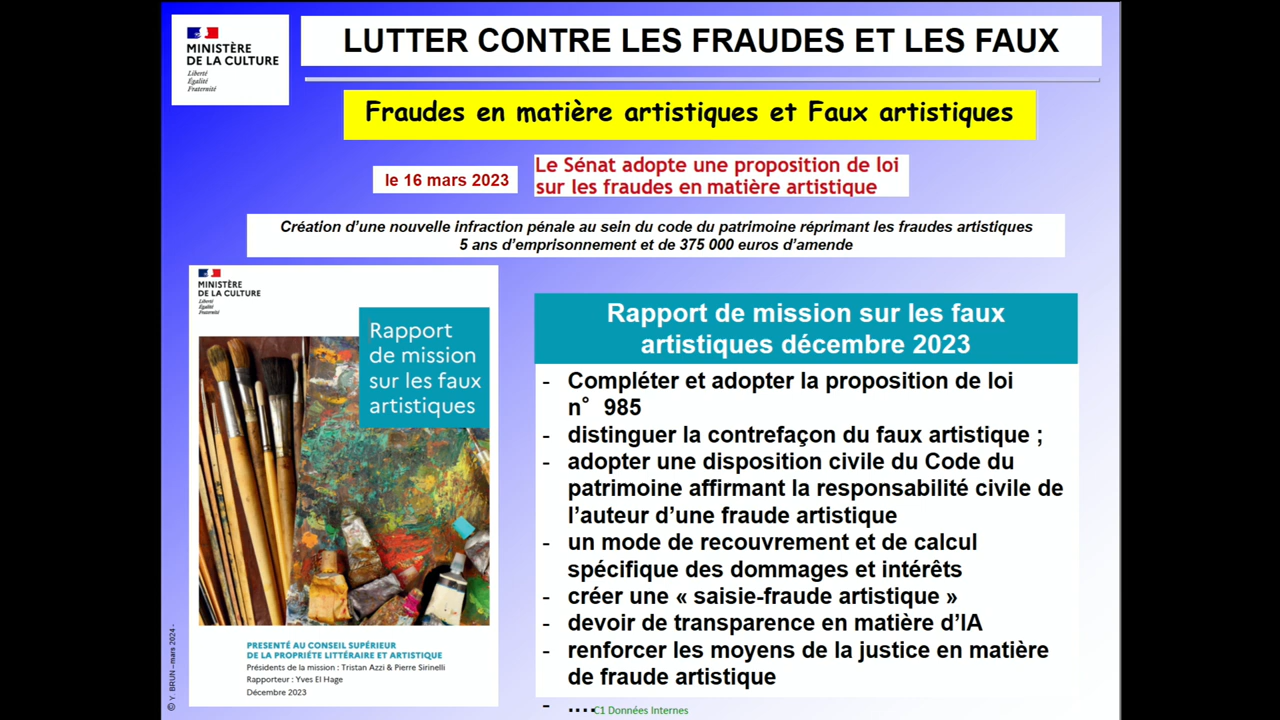 MINISTÈRE
DE LA CULTURE
Liberté
Égalité
Fraternité
LUTTER CONTRE LES FRAUDES ET LES FAUX
Fraudes en matière artistiques et Faux artistiques
le 16 mars 2023
Le Sénat adopte une proposition de loi
sur les fraudes en matière artistique
Création d’une nouvelle infraction pénale au sein du code du patrimoine réprimant les fraudes artistiques
5 ans d’emprisonnement et de 375 000 euros d’amende
MINISTÈRE
DE LA CULTURE
Liberté
Égalité
Fraternité
Rapport
de mission
sur les faux
artistiques
PRESENTÉ AU CONSEIL SUPÉRIEUR
DE LA PROPRIÉTE LITTÉRAIRE ET ARTISTIQUE
Présidents de la mission : Tristan Azzi & Pierre Sirinelli
Rapporteur : Yves El Hage
Décembre 2023
Rapport de mission sur les faux
artistiques décembre 2023
- Compléter et adopter la proposition de loi
n° 985
- distinguer la contrefaçon du faux artistique ;
- adopter une disposition civile du Code du
patrimoine affirmant la responsabilité civile de
l’auteur d’une fraude artistique
- un mode de recouvrement et de calcul
spécifique des dommages et intérêts
- créer une « saisie-fraude artistique »
- devoir de transparence en matière d’IA
- renforcer les moyens de la justice en matière
de fraude artistique
- ....
C1 Données Internes
© Y. BRUN – mars 2024 -